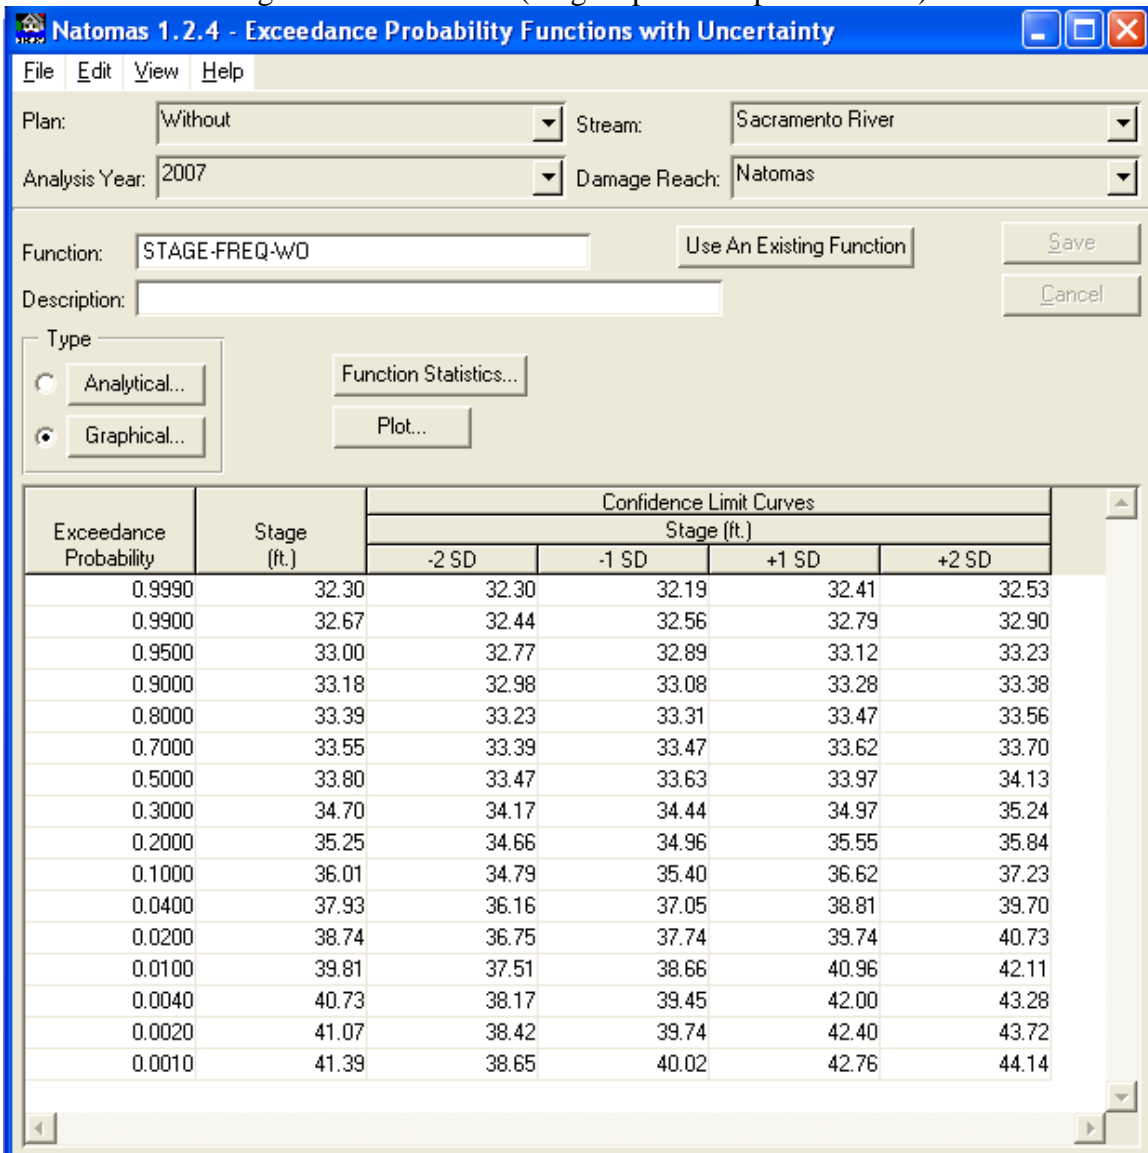 Natomas 1.2.4 - Exceedance Probability Functions with Uncertainty
File Edit View Help
Plan: Without Stream: Sacramento River
Analysis Year: 2007 Damage Reach: Natomas
Function: STAGE-FREQ-WO Use An Existing Function Save
Description: Cancel
Type
Analytical... Function Statistics...
Graphical... Plot...
Confidence Limit Curves
Exceedance Stage Stage (ft.)
Probability (ft.) -2 SD -1 SD +1 SD +2 SD
0.9990 32.30 32.30 32.19 32.41 32.53
0.9900 32.67 32.44 32.56 32.79 32.90
0.9500 33.00 32.77 32.89 33.12 33.23
0.9000 33.18 32.98 33.08 33.28 33.38
0.8000 33.39 33.23 33.31 33.47 33.56
0.7000 33.55 33.39 33.47 33.62 33.70
0.5000 33.80 33.47 33.63 33.97 34.13
0.3000 34.70 34.17 34.44 34.97 35.24
0.2000 35.25 34.66 34.96 35.55 35.84
0.1000 36.01 34.79 35.40 36.62 37.23
0.0400 37.93 36.16 37.05 38.81 39.70
0.0200 38.74 36.75 37.74 39.74 40.73
0.0100 39.81 37.51 38.66 40.96 42.11
0.0040 40.73 38.17 39.45 42.00 43.28
0.0020 41.07 38.42 39.74 42.40 43.72
0.0010 41.39 38.65 40.02 42.76 44.14